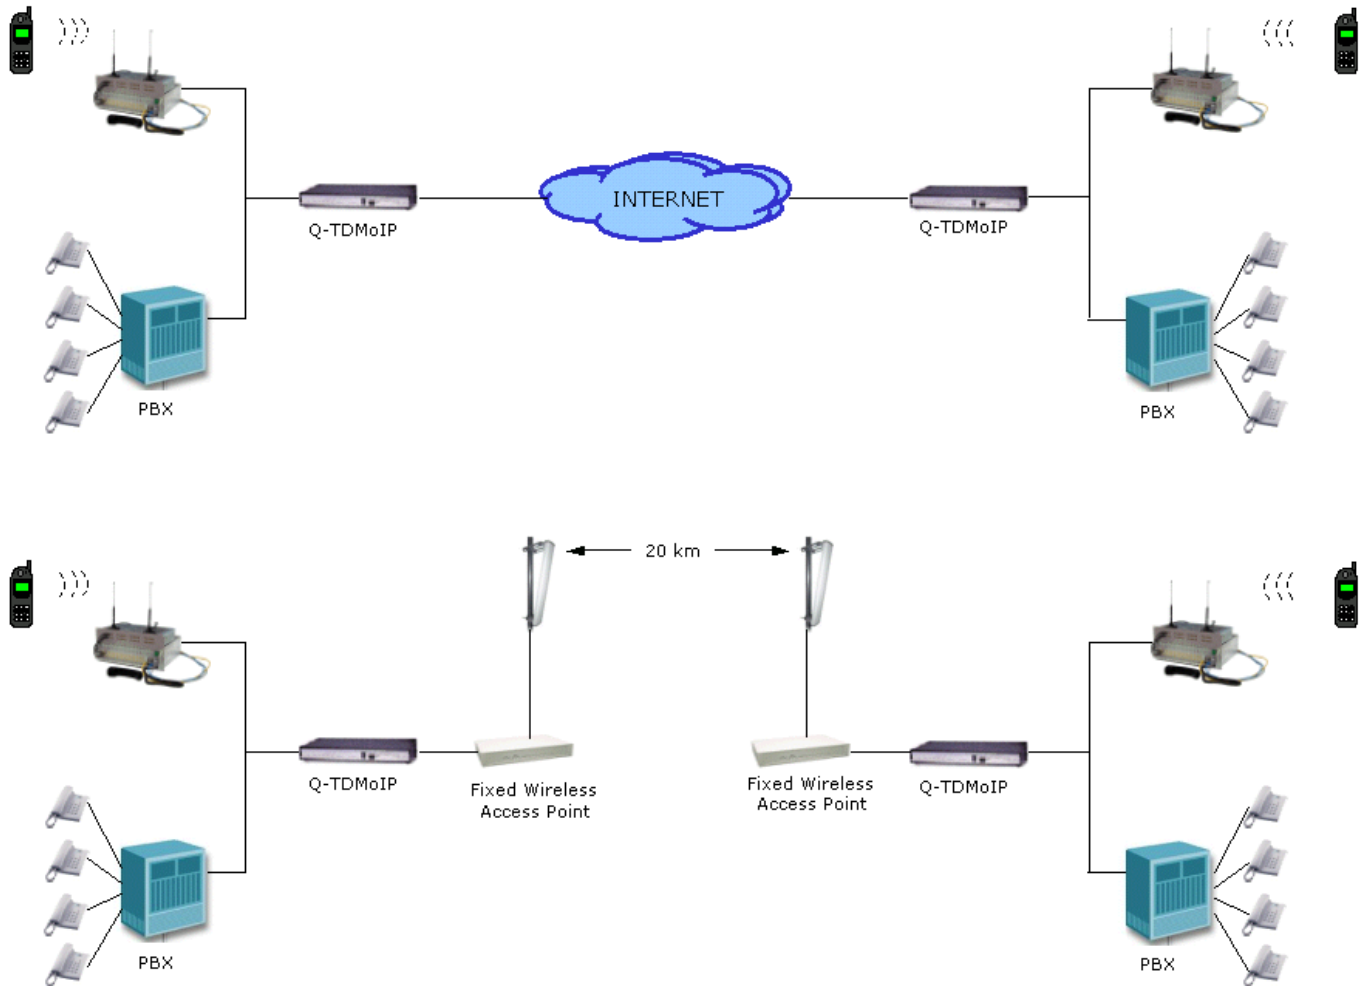 INTERNET
Q-TDMoIP
Q-TDMoIP
PBX
PBX
20 km
Q-TDMoIP
Fixed Wireless
Access Point
Fixed Wireless
Access Point
Q-TDMoIP
PBX
PBX